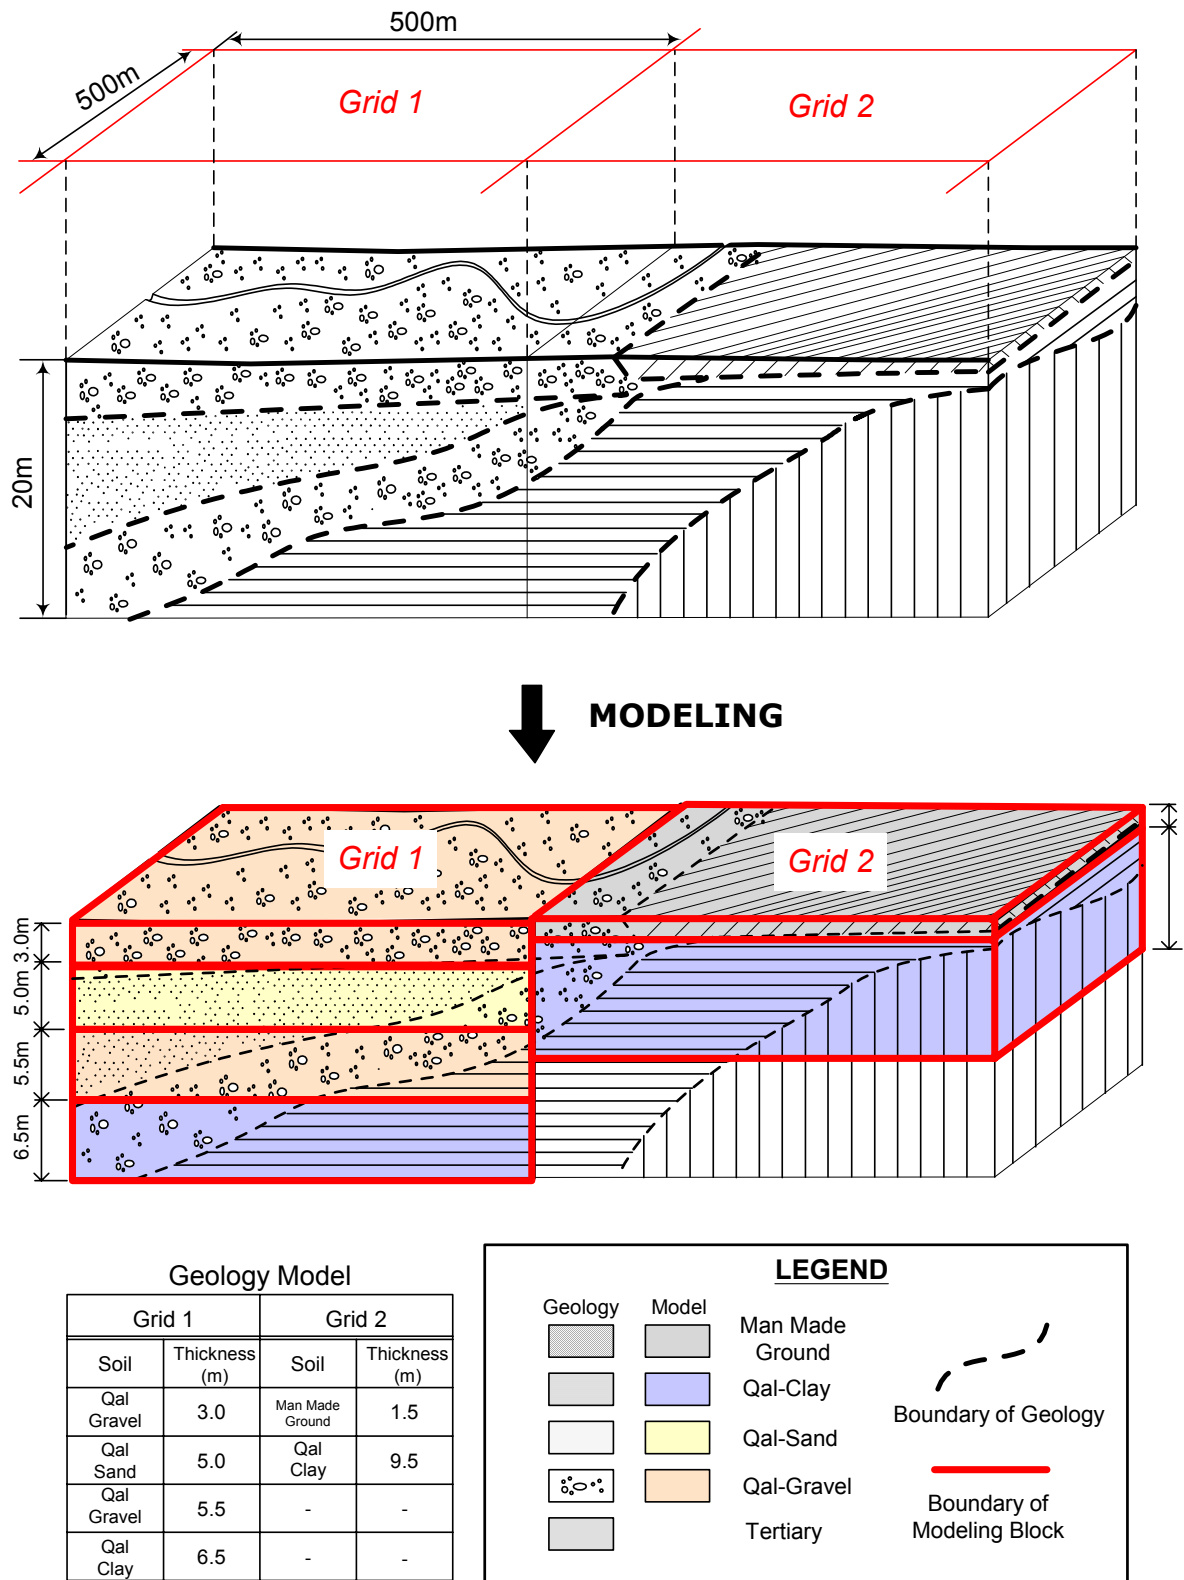 500m
500m
Grid 1
Grid 2
20m
MODELING
Grid 1
Grid 2
3.0m
5.0m
5.5m
6.5m
Geology Model
Grid 1 Grid 2
Soil Thickness (m) Soil Thickness (m)
Qal Gravel 3.0 Man Made Ground 1.5
Qal Sand 5.0 Qal Clay 9.5
Qal Gravel 5.5 - -
Qal Clay 6.5 - -
LEGEND
Geology Model
Man Made
Ground
Qal-Clay
Qal-Sand
Qal-Gravel
Tertiary
Boundary of Geology
Boundary of
Modeling Block